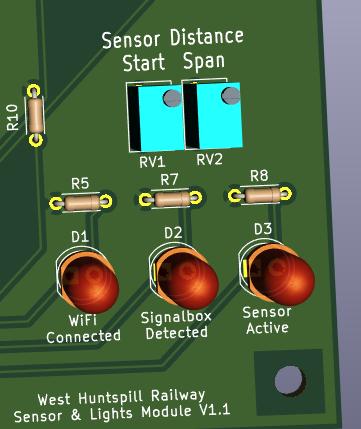 Sensor Distance
Start Span
R10
RV1 RV2
R5 R7 R8
D1 D2 D3
WiFi
Connected
Signalbox
Detected
Sensor
Active
West Huntspill Railway
Sensor & Lights Module V1.1